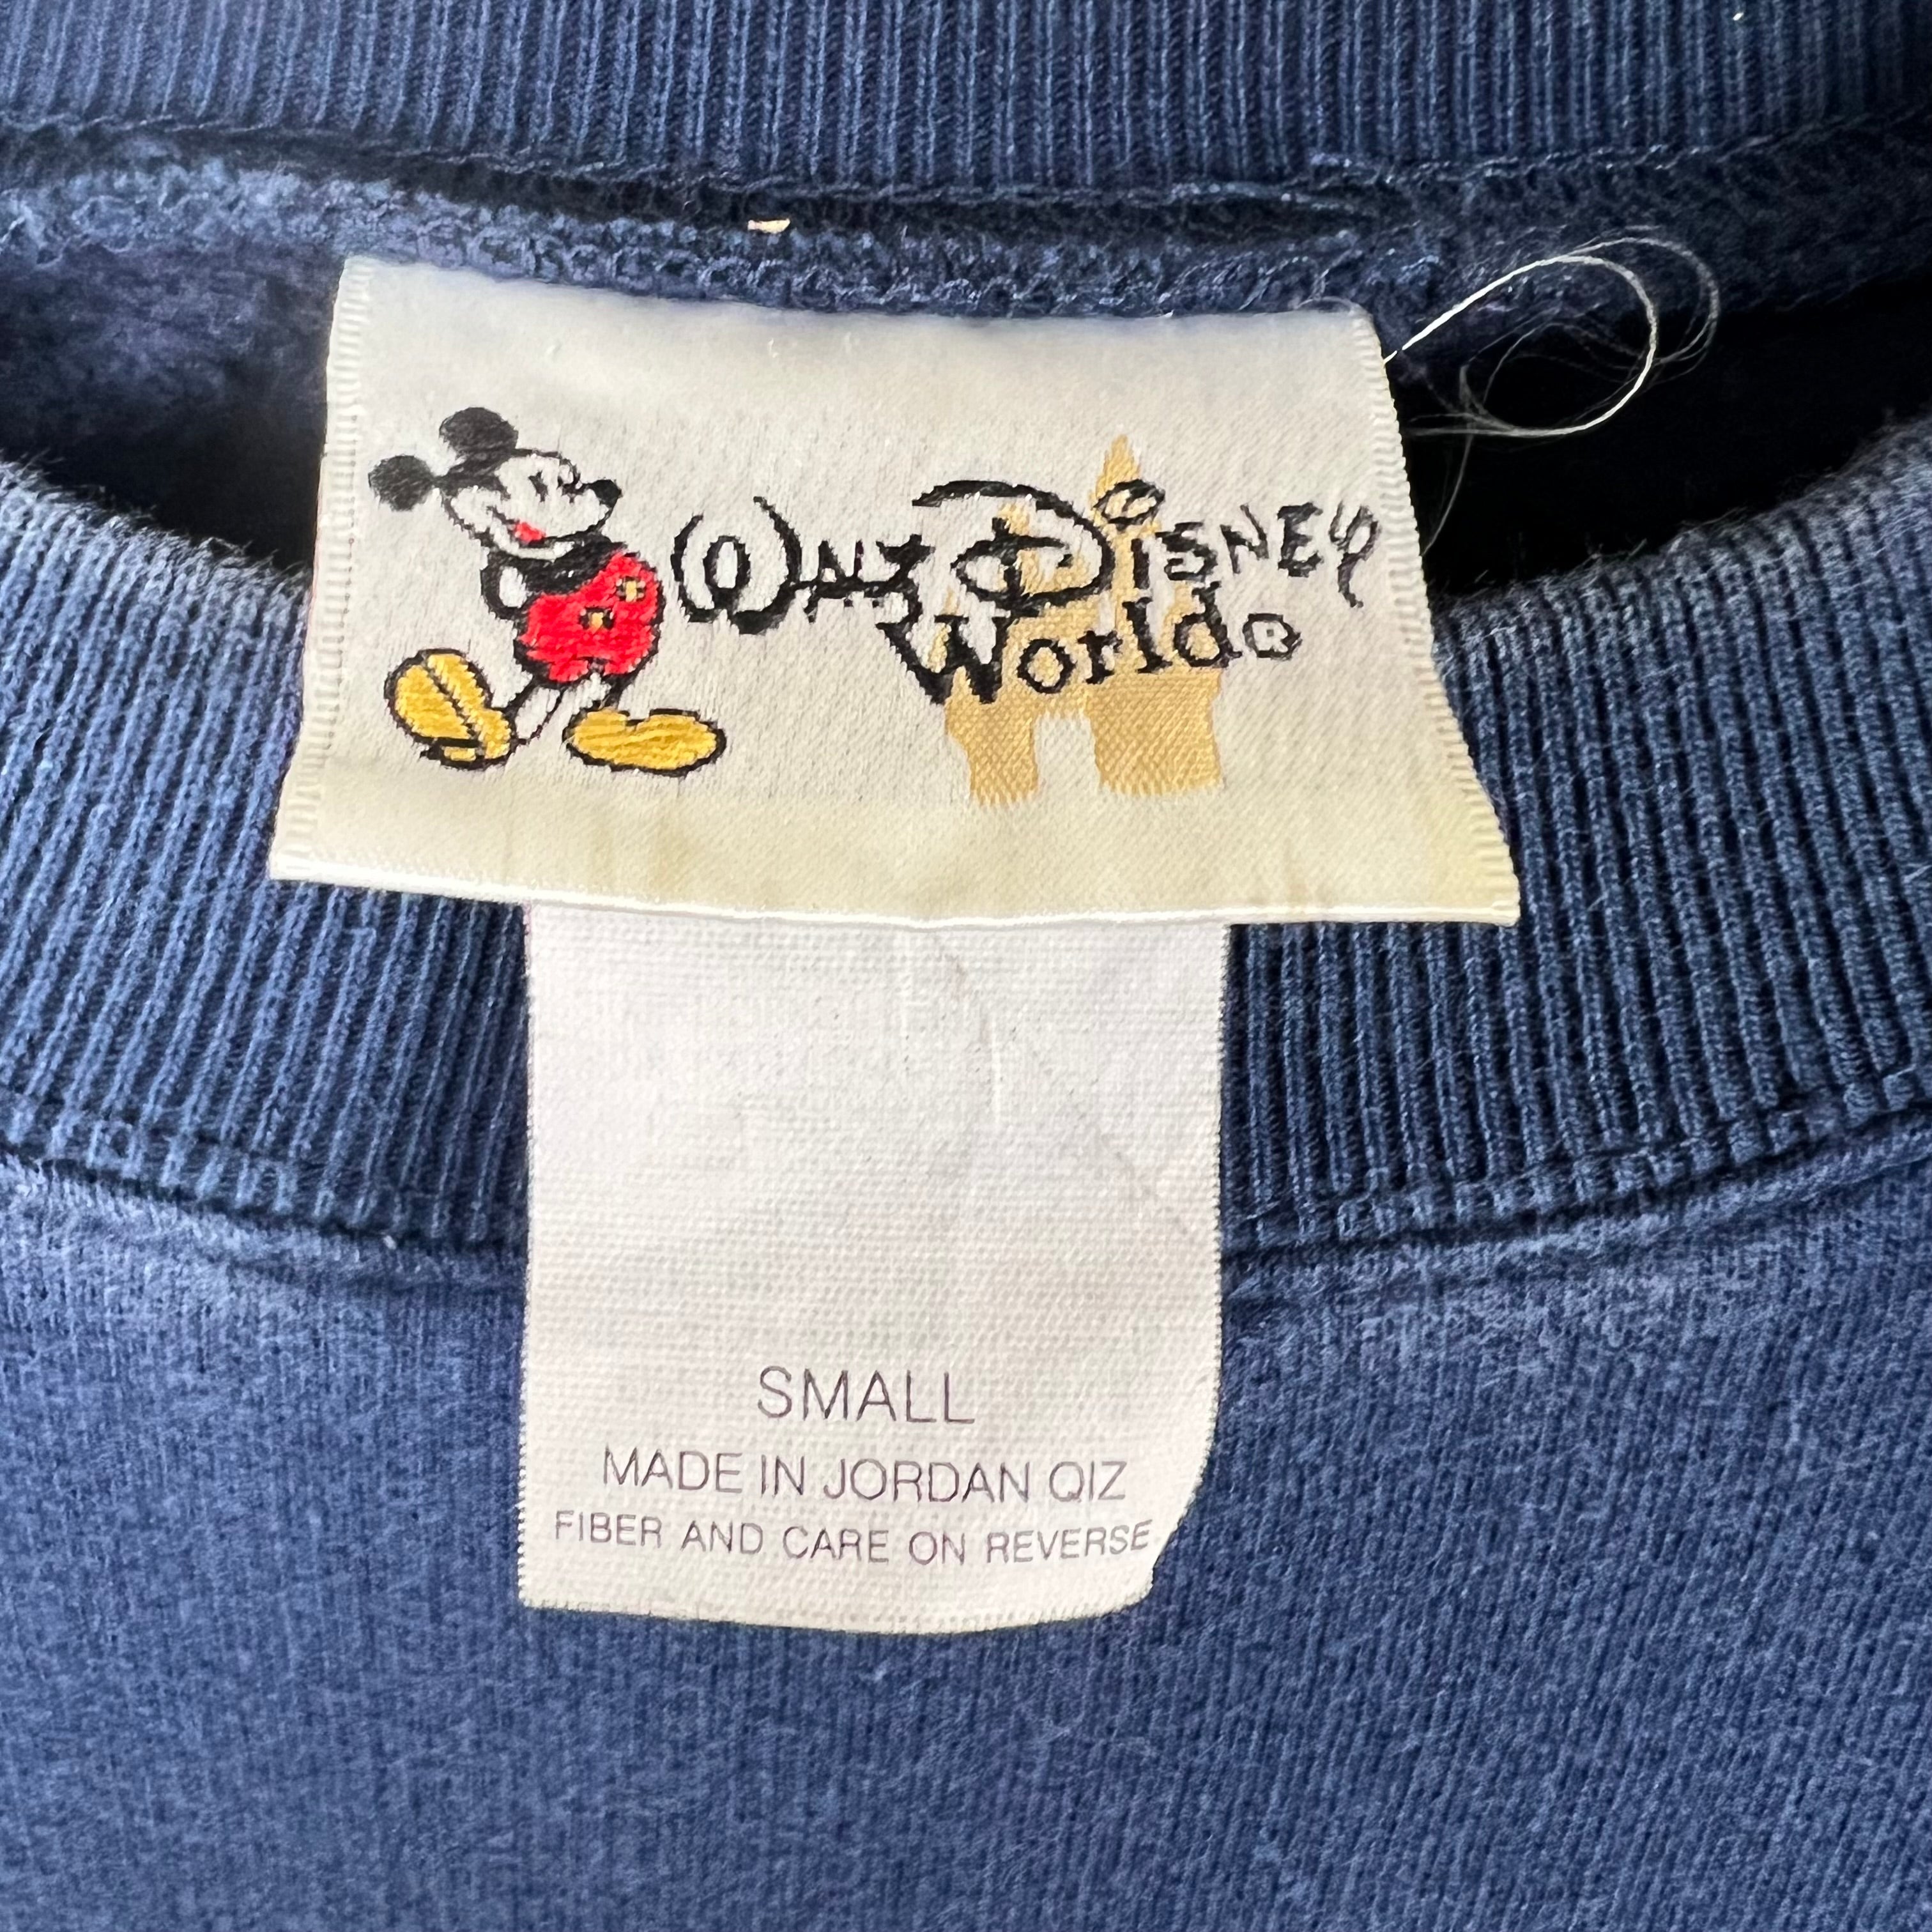 WALT DISNEY
World®
SMALL
MADE IN JORDAN QIZ
FIBER AND CARE ON REVERSE